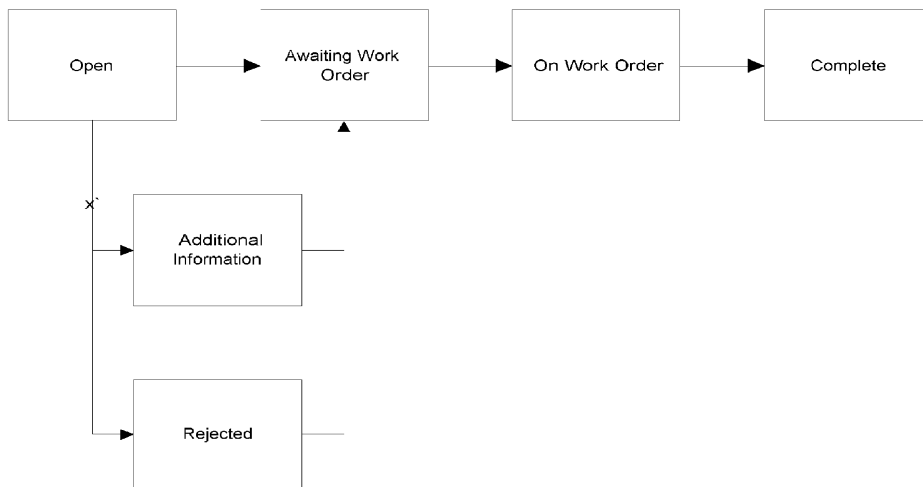 Open
Awaiting Work
Order
On Work Order
Complete
x`
Additional
Information
Rejected